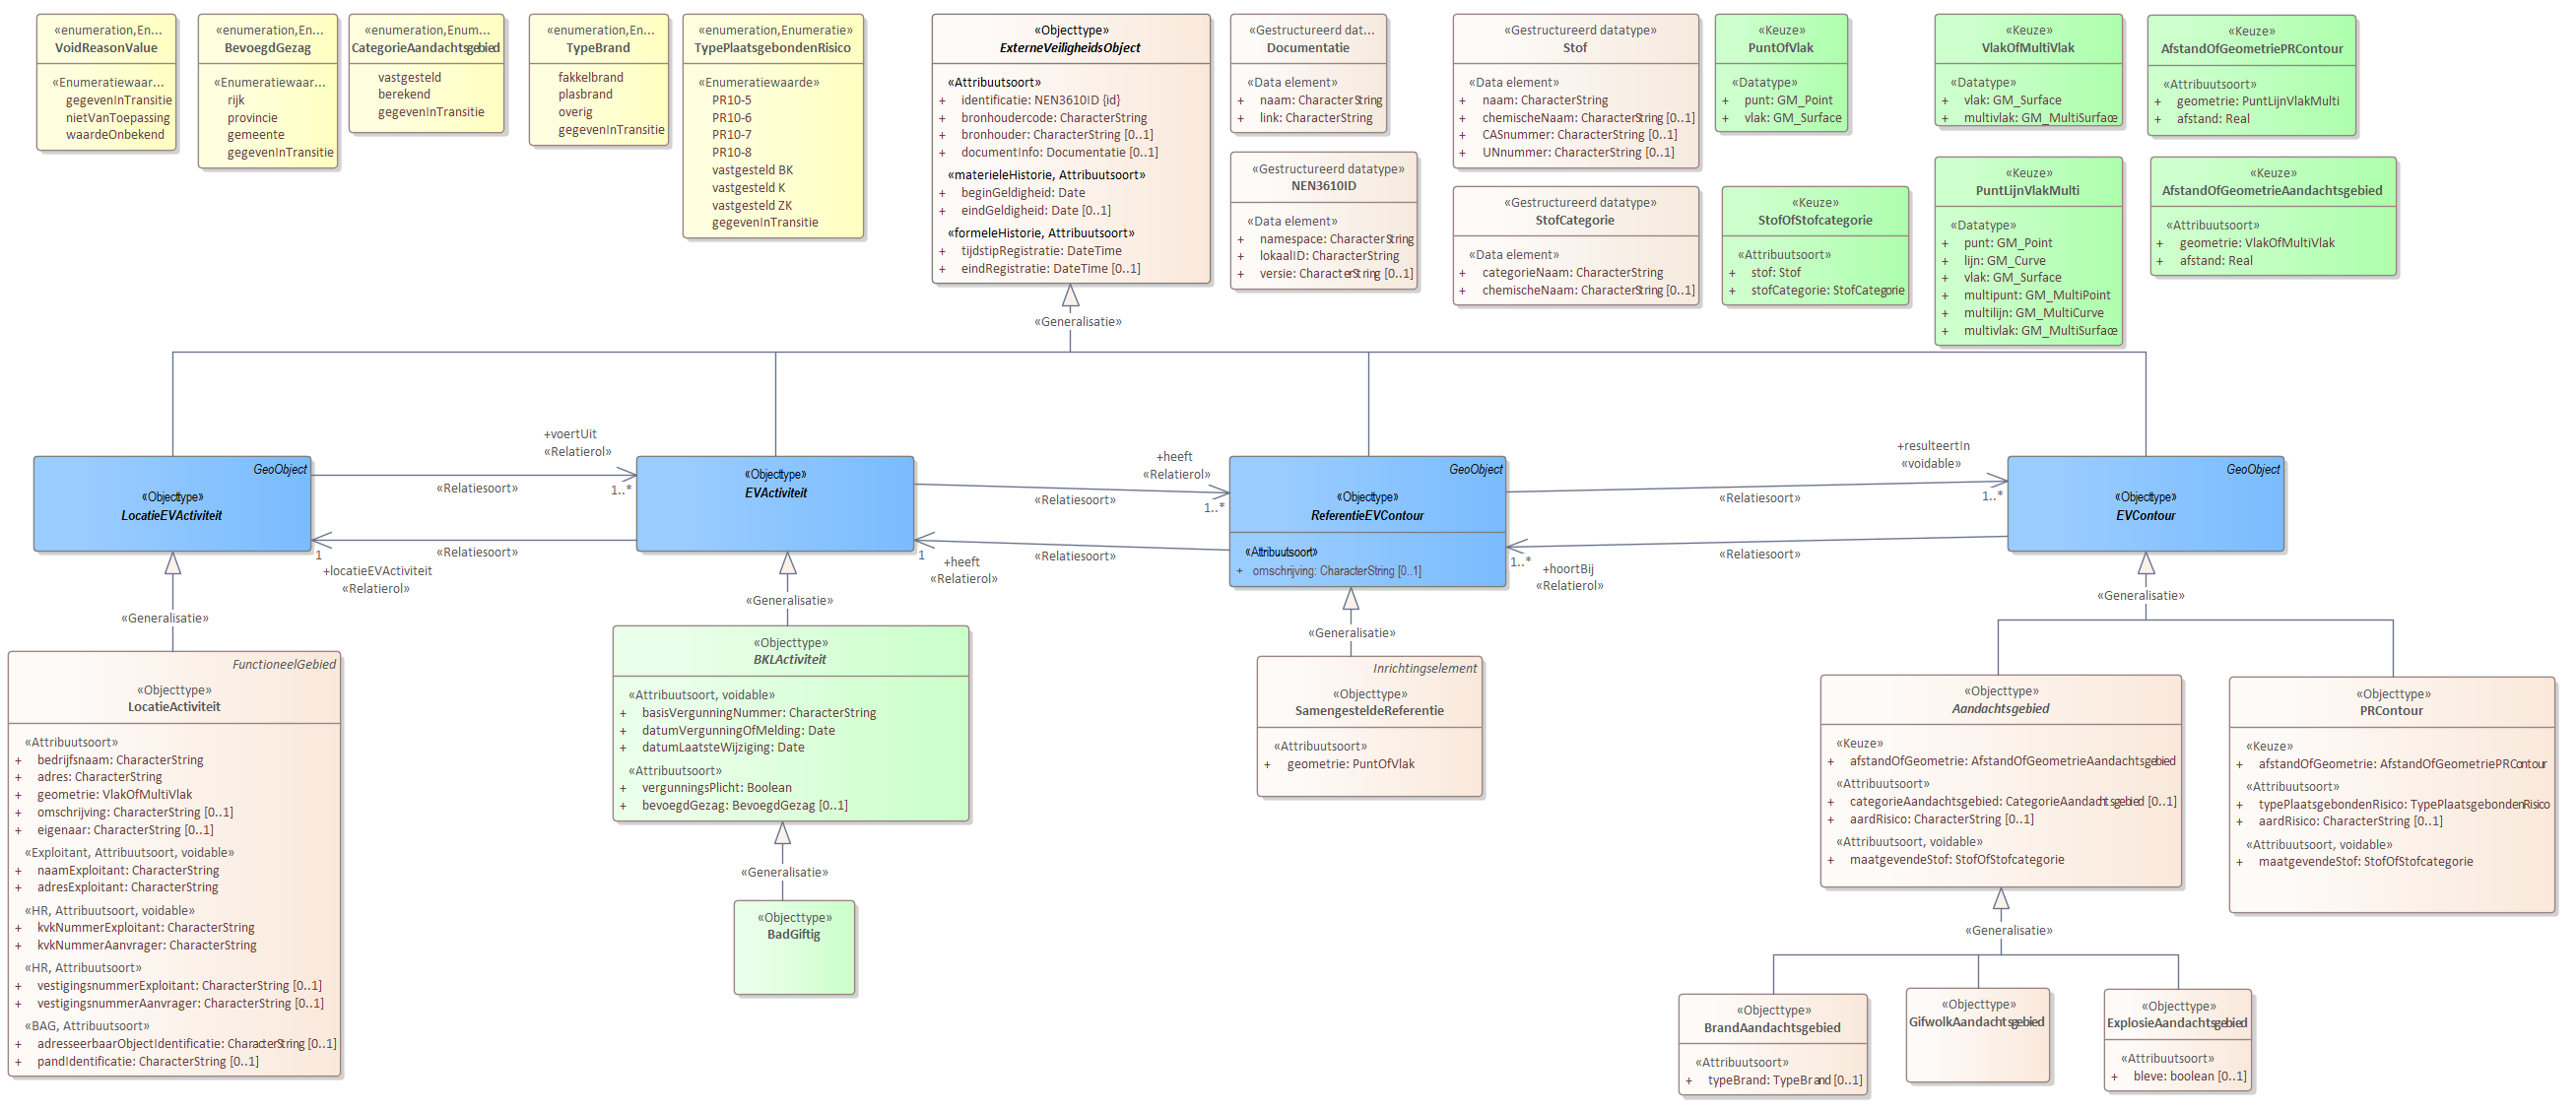 «enumeration,En...
VoidReasonValue
«Enumeratiewaar...
gegevenInTransitie
nietVanToepassing
waardeOnbekend
«enumeration,En...
BevoegdGezag
«Enumeratiewaar...
rijk
provincie
gemeente
gegevenInTransitie
«enumeration,Enum...
CategorieAandachtsgebied
vastgesteld
berekend
gegevenInTransitie
«enumeration,En...
TypeBrand
fakkelbrand
plasbrand
overig
gegevenInTransitie
«enumeration,Enumeratie»
TypePlaatsgebondenRisico
«Enumeratiewaarde»
PR10-5
PR10-6
PR10-7
PR10-8
vastgesteld BK
vastgesteld K
vastgesteld ZK
gegevenInTransitie
«Objecttype»
ExterneVeiligheidsObject
«Attribuutsoort»
+ identificatie: NEN3610ID {id}
+ bronhoudercode: CharacterString
+ bronhouder: CharacterString [0..1]
+ documentInfo: Documentatie [0..1]
«materieleHistorie, Attribuutsoort»
+ beginGeldigheid: Date
+ eindGeldigheid: Date [0..1]
«formeleHistorie, Attribuutsoort»
+ tijdstipRegistratie: DateTime
+ eindRegistratie: DateTime [0..1]
«Gestructureerd dat...
Documentatie
«Data element»
+ naam: CharacterString
+ link: CharacterString
«Gestructureerd datatype»
NEN3610ID
«Data element»
+ namespace: CharacterString
+ lokaalID: CharacterString
+ versie: CharacterString [0..1]
«Gestructureerd datatype»
Stof
«Data element»
+ naam: CharacterString
+ chemischeNaam: CharacterString [0..1]
+ CASnummer: CharacterString [0..1]
+ UNnummer: CharacterString [0..1]
«Gestructureerd datatype»
StofCategorie
«Data element»
+ categorieNaam: CharacterString
+ chemischeNaam: CharacterString [0..1]
«Keuze»
PuntOfVlak
«Datatype»
+ punt: GM_Point
+ vlak: GM_Surface
«Keuze»
StofOfStofcategorie
«Attribuutsoort»
+ stof: Stof
+ stofCategorie: StofCategorie
«Keuze»
VlakOfMultiVlak
«Datatype»
+ vlak: GM_Surface
+ multivlak: GM_MultiSurface
«Keuze»
PuntLijnVlakMulti
«Datatype»
+ punt: GM_Point
+ lijn: GM_Curve
+ vlak: GM_Surface
+ multipunt: GM_MultiPoint
+ multilijn: GM_MultiCurve
+ multivlak: GM_MultiSurface
«Keuze»
AfstandOfGeometriePRContour
«Attribuutsoort»
+ geometrie: PuntLijnVlakMulti
+ afstand: Real
«Keuze»
AfstandOfGeometrieAandachtsgebied
«Attribuutsoort»
+ geometrie: VlakOfMultiVlak
+ afstand: Real
«Generalisatie»
GeoObject
«Objecttype»
LocatieEVActiviteit
+voertUit
«Relatierol»
«Relatiesoort»
1..*
«Relatiesoort»
1
+locatieEVActiviteit
«Relatierol»
«Objecttype»
EVActiviteit
+heeft
«Relatierol»
«Relatiesoort»
1..*
«Relatiesoort»
1
+heeft
«Relatierol»
GeoObject
«Objecttype»
ReferentieEVContour
«Attribuutsoort»
+ omschrijving: CharacterString [0..1]
+resulteertIn
«voidable»
«Relatiesoort»
1..*
«Relatiesoort»
1..*
+hoortBij
«Relatierol»
GeoObject
«Objecttype»
EVContour
«Generalisatie»
FunctioneelGebied
«Objecttype»
LocatieActiviteit
«Attribuutsoort»
+ bedrijfsnaam: CharacterString
+ adres: CharacterString
+ geometrie: VlakOfMultiVlak
+ omschrijving: CharacterString [0..1]
+ eigenaar: CharacterString [0..1]
«Exploitant, Attribuutsoort, voidable»
+ naamExploitant: CharacterString
+ adresExploitant: CharacterString
«HR, Attribuutsoort, voidable»
+ kvkNummerExploitant: CharacterString
+ kvkNummerAanvrager: CharacterString
«HR, Attribuutsoort»
+ vestigingsnummerExploitant: CharacterString [0..1]
+ vestigingsnummerAanvrager: CharacterString [0..1]
«BAG, Attribuutsoort»
+ adresseerbaarObjectIdentificatie: CharacterString [0..1]
+ pandIdentificatie: CharacterString [0..1]
«Generalisatie»
«Objecttype»
BKLActiviteit
«Attribuutsoort, voidable»
+ basisVergunningNummer: CharacterString
+ datumVergunningOfMelding: Date
+ datumLaatsteWijziging: Date
«Attribuutsoort»
+ vergunningsPlicht: Boolean
+ bevoegdGezag: BevoegdGezag [0..1]
«Generalisatie»
«Objecttype»
BadGiftig
«Generalisatie»
Inrichtingselement
«Objecttype»
SamengesteldeReferentie
«Attribuutsoort»
+ geometrie: PuntOfVlak
«Generalisatie»
«Objecttype»
Aandachtsgebied
«Keuze»
+ afstandOfGeometrie: AfstandOfGeometrieAandachtsgebied
«Attribuutsoort»
+ categorieAandachtsgebied: CategorieAandachtsgebied [0..1]
+ aardRisico: CharacterString [0..1]
«Attribuutsoort, voidable»
+ maatgevendeStof: StofOfStofcategorie
«Objecttype»
PRContour
«Keuze»
+ afstandOfGeometrie: AfstandOfGeometriePRContour
«Attribuutsoort»
+ typePlaatsgebondenRisico: TypePlaatsgebondenRisico
+ aardRisico: CharacterString [0..1]
«Attribuutsoort, voidable»
+ maatgevendeStof: StofOfStofcategorie
«Generalisatie»
«Objecttype»
BrandAandachtsgebied
«Attribuutsoort»
+ typeBrand: TypeBrand [0..1]
«Objecttype»
GifwolkAandachtsgebied
«Objecttype»
ExplosieAandachtsgebied
«Attribuutsoort»
+ bleve: boolean [0..1]